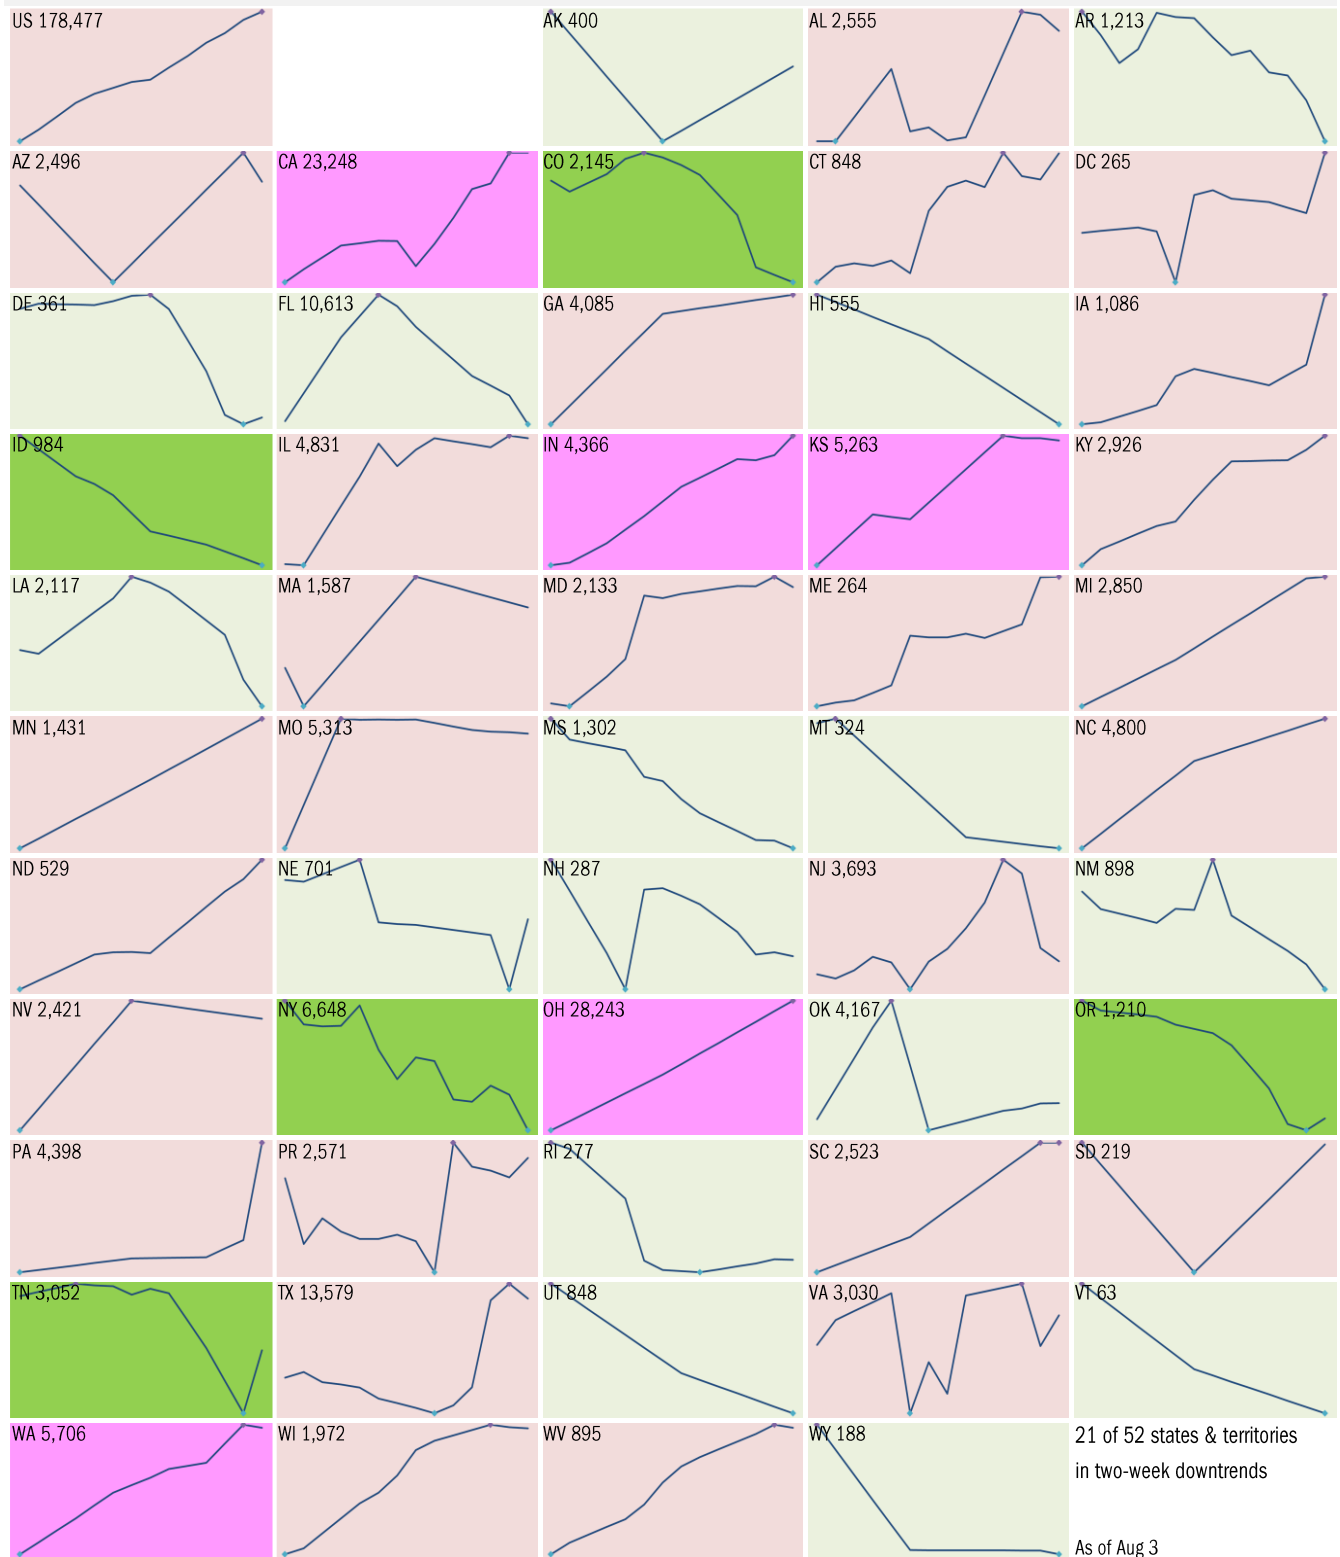 US 178,477
AK 400
AL 2,555
AR 1,213
AZ 2,496
CA 23,248
CO 2,145
CT 848
DC 265
DE 361
FL 10,613
GA 4,085
HI 555
IA 1,086
ID 984
IL 4,831
IN 4,366
KS 5,263
KY 2,926
LA 2,117
MA 1,587
MD 2,133
ME 264
MI 2,850
MN 1,431
MO 5,313
MS 1,302
MT 324
NC 4,800
ND 529
NE 701
NH 287
NJ 3,693
NM 898
NV 2,421
NY 6,648
OH 28,243
OK 4,167
OR 1,210
PA 4,398
PR 2,571
RI 277
SC 2,523
SD 219
TN 3,052
TX 13,579
UT 848
VA 3,030
VT 63
WA 5,706
WI 1,972
WV 895
WY 188
21 of 52 states & territories
in two-week downtrends
As of Aug 3